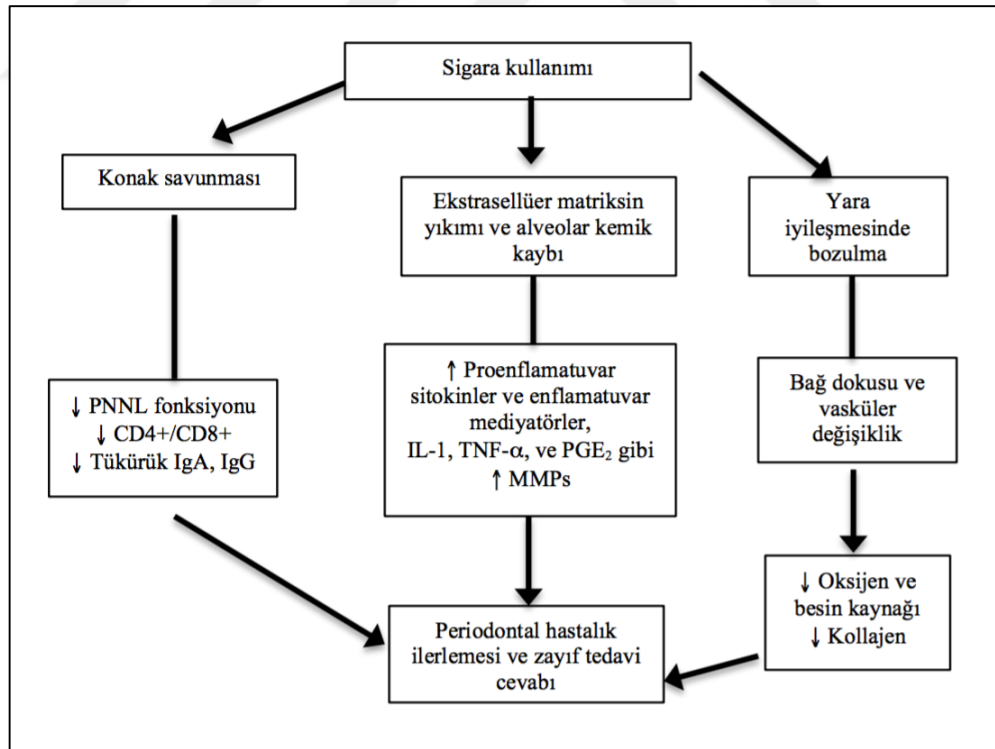 Sigara kullanımı
Konak savunması
Ekstrasellüer matriksin
yıkımı ve alveolar kemik
kaybı
Yara
iyileşmesinde
bozulma
↓ PNNL fonksiyonu
↓ CD4+/CD8+
↓ Tükürük IgA, IgG
↑ Proenflamatuvar
sitokinler ve enflamatuvar
mediyatörler,
IL-1, TNF-α, ve PGE₂ gibi
↑ MMPs
Bağ dokusu ve
vasküler
değişiklik
↓ Oksijen ve
besin kaynağı
↓ Kollajen
Periodontal hastalık
ilerlemesi ve zayıf tedavi
cevabı